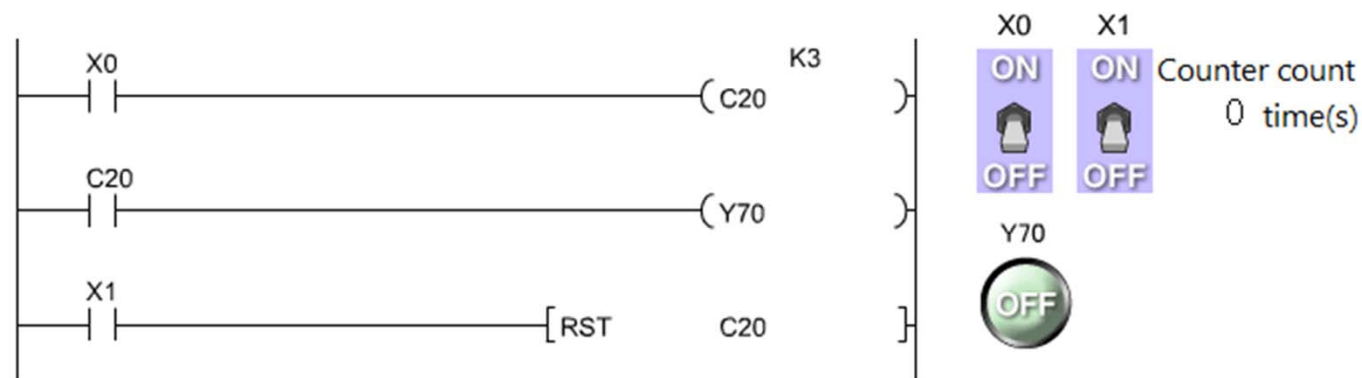 X0
K3
C20
C20
Y70
X1
RST C20
X0 X1
ON ON
OFF OFF
Counter count
0 time(s)
Y70
OFF